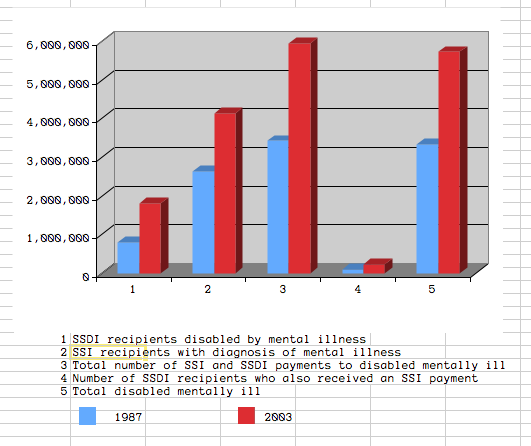 6,000,000
5,000,000
4,000,000
3,000,000
2,000,000
1,000,000
0
1 2 3 4 5
1 SSDI recipients disabled by mental illness
2 SSI recipients with diagnosis of mental illness
3 Total number of SSI and SSDI payments to disabled mentally ill
4 Number of SSDI recipients who also received an SSI payment
5 Total disabled mentally ill
1987 2003